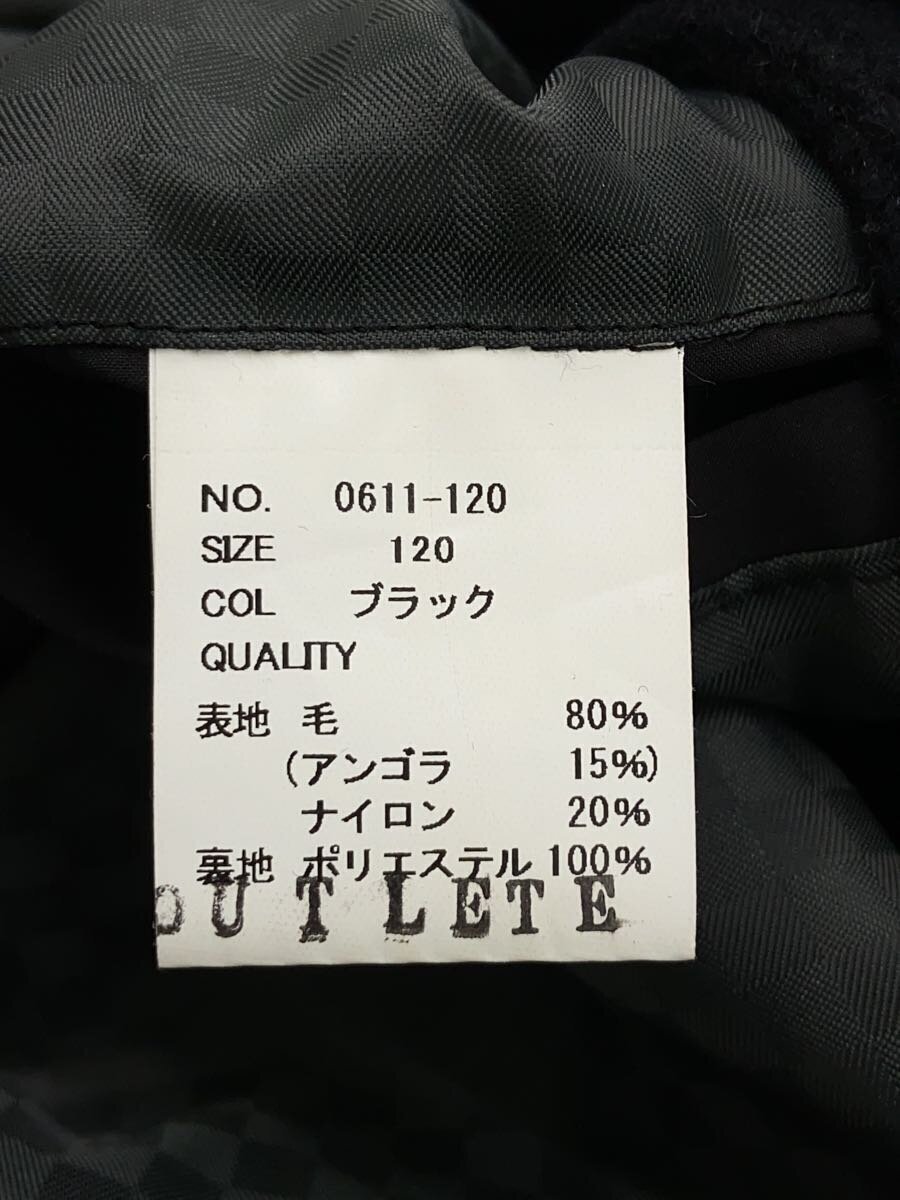 NO. 0611-120
SIZE 120
COL ブラック
QUALITY
表地 毛 80%
(アンゴラ 15%)
ナイロン 20%
裏地 ポリエステル 100%
OUTLETE